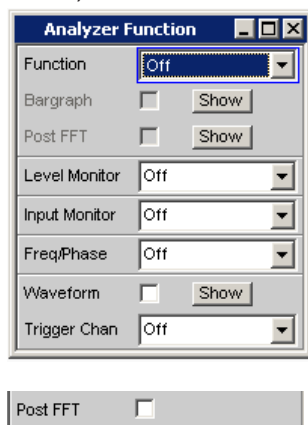 Analyzer Function
Function Off
Bargraph Show
Post FFT Show
Level Monitor Off
Input Monitor Off
Freq/Phase Off
Waveform Show
Trigger Chan Off
Post FFT